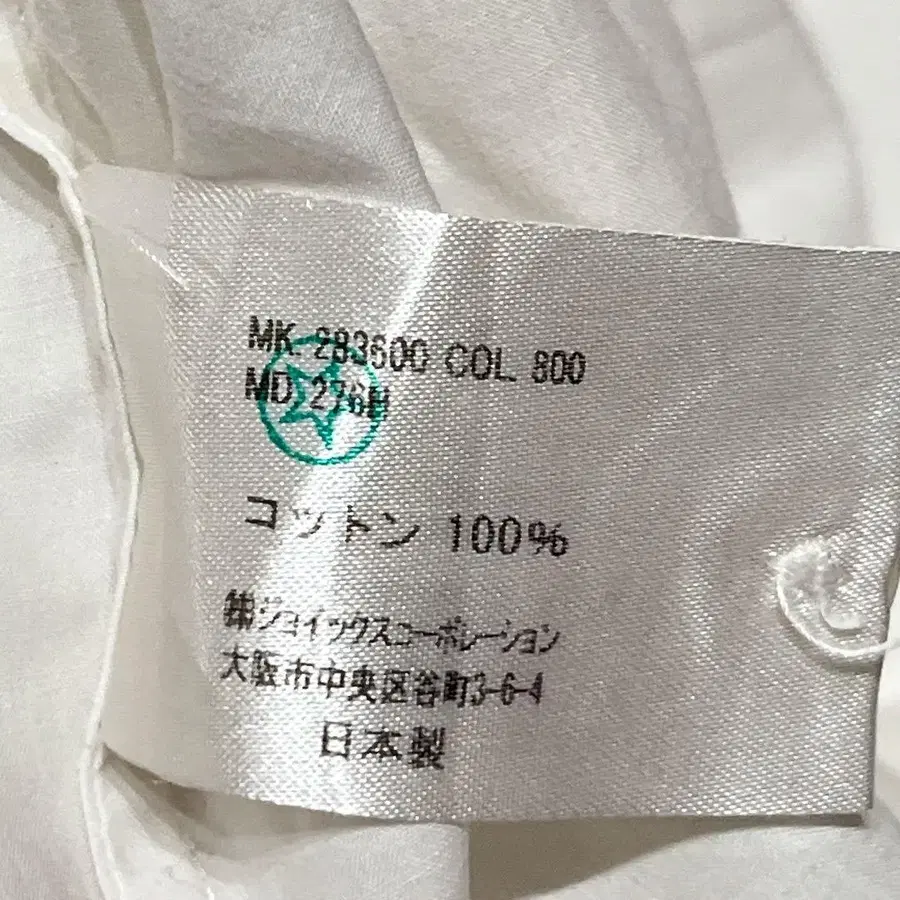 MK. 283600 COL. 800
MD. 276H
コットン 100%
㈱ジョイックスコーポレーション
大阪市中央区谷町3-6-4
日本製